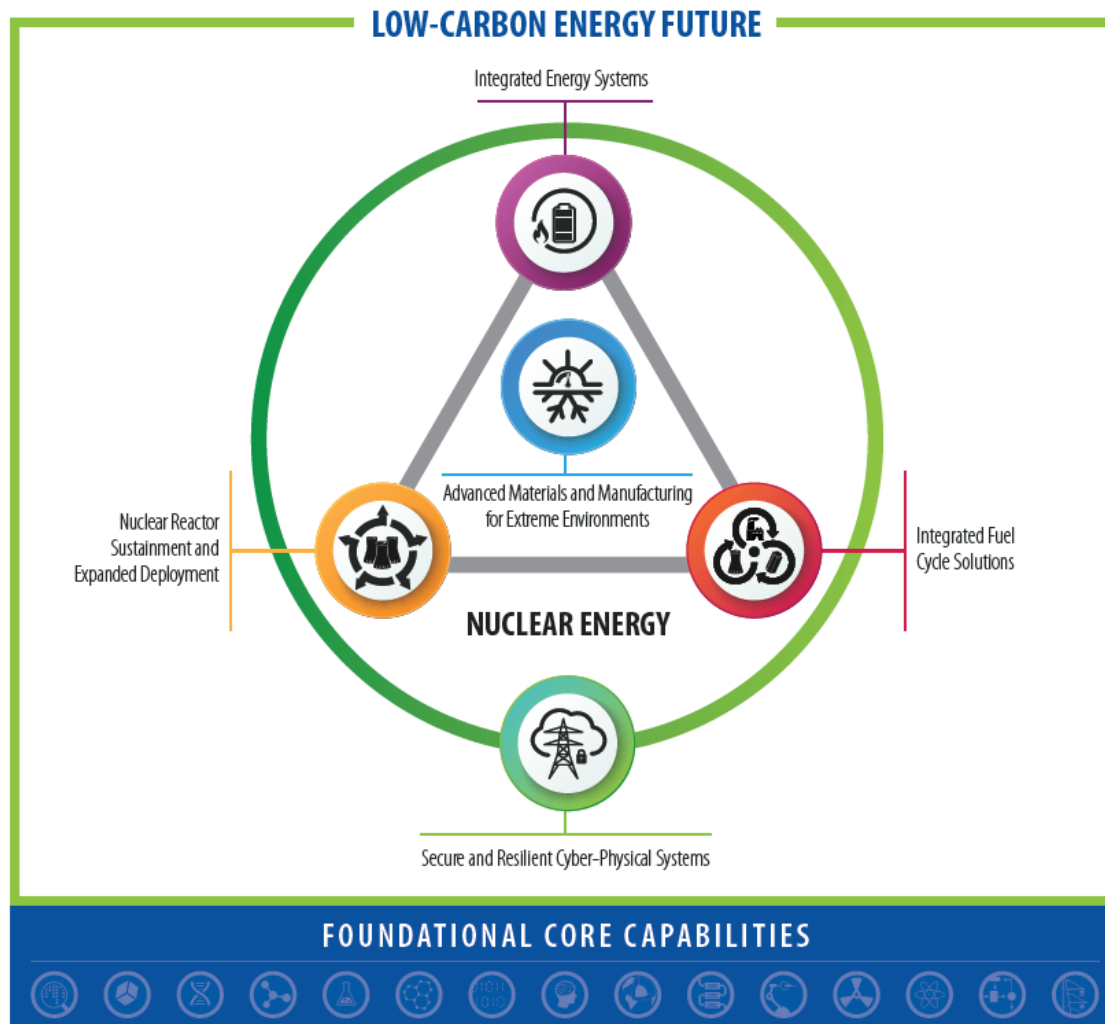 LOW-CARBON ENERGY FUTURE
Integrated Energy Systems
Advanced Materials and Manufacturing
for Extreme Environments
Nuclear Reactor
Sustainment and
Expanded Deployment
Integrated Fuel
Cycle Solutions
NUCLEAR ENERGY
Secure and Resilient Cyber-Physical Systems
FOUNDATIONAL CORE CAPABILITIES